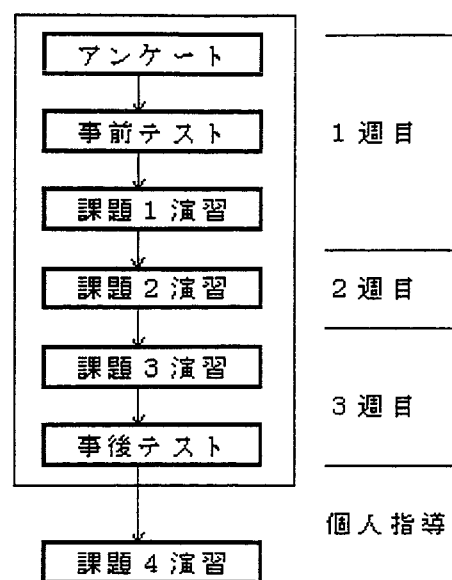 アンケート
事前テスト
1週目
課題1演習
課題2演習
2週目
課題3演習
3週目
事後テスト
個人指導
課題4演習